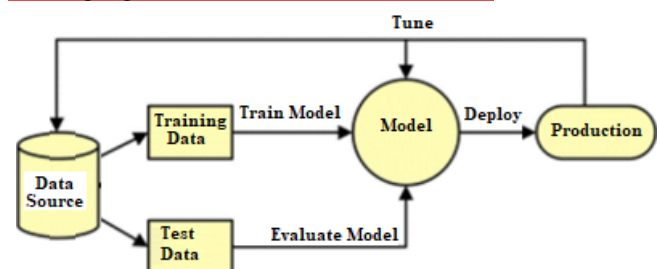 Tune
Training
Data
Train Model
Model
Deploy
Production
Data
Source
Test
Data
Evaluate Model